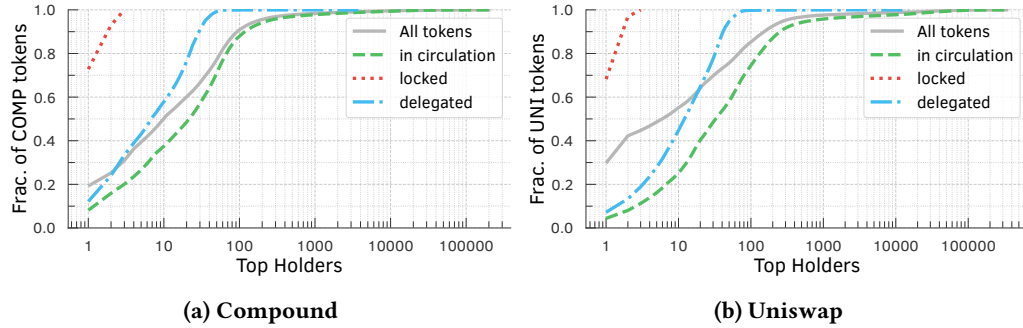 Frac. of COMP tokens
1.0
0.8
0.6
0.4
0.2
0.0
All tokens
in circulation
locked
delegated
1 10 100 1000 10000 100000
Top Holders
(a) Compound
Frac. of UNI tokens
1.0
0.8
0.6
0.4
0.2
0.0
All tokens
in circulation
locked
delegated
1 10 100 1000 10000 100000
Top Holders
(b) Uniswap